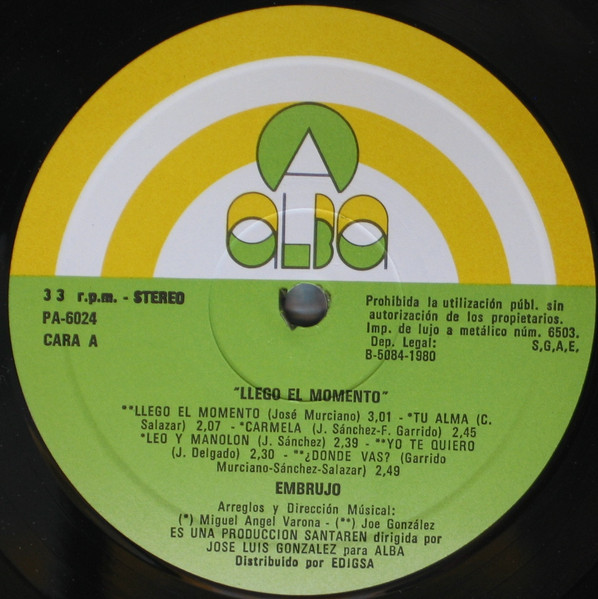 A
ALBA
33 r.p.m. - STEREO
PA-6024
CARA A
Prohibida la utilización públ. sin
autorización de los propietarios.
Imp. de lujo a metálico núm. 6503.
Dep. Legal: S,G,A,E,
B-5084-1980
"LLEGO EL MOMENTO"
**LLEGO EL MOMENTO (José Murciano) 3,01 - *TU ALMA (C.
Salazar) 2,07 - *CARMELA (J. Sánchez-F. Garrido) 2,45
*LEO Y MANOLON (J. Sánchez) 2,39 - **YO TE QUIERO
(J. Delgado) 2,30 - **¿DONDE VAS? (Garrido
Murciano-Sánchez-Salazar) 2,49
EMBRUJO
Arreglos y Dirección Músical:
(*) Miguel Angel Varona - (**) Joe González
ES UNA PRODUCCION SANTAREN dirigida por
JOSE LUIS GONZALEZ para ALBA
Distribuido por EDIGSA